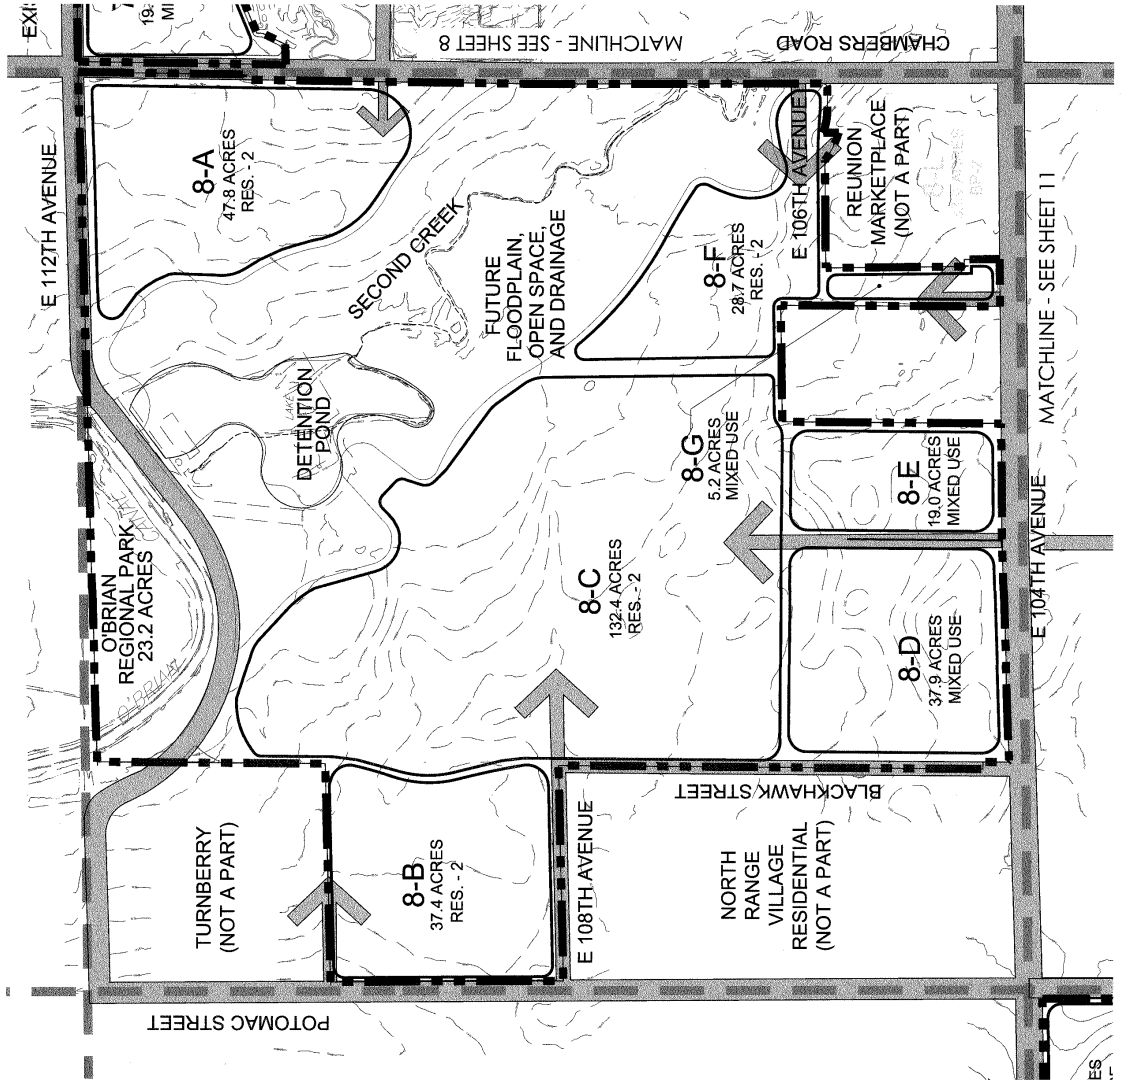 MATCHLINE - SEE SHEET 8
CHAMBERS ROAD
E 112TH AVENUE
8-A
47.8 ACRES
RES. - 2
SECOND CREEK
FUTURE
FLOODPLAIN,
OPEN SPACE,
AND DRAINAGE
8-F
28.7 ACRES
RES. - 2
E 106TH AVENUE
REUNION
MARKETPLACE
(NOT A PART)
MATCHLINE - SEE SHEET 11
LAKE
DETENTION
POND
8-G
5.2 ACRES
MIXED USE
8-E
19.0 ACRES
MIXED USE
O'BRIAN
REGIONAL PARK
23.2 ACRES
O'BRIAN
CANAL
8-C
132.4 ACRES
RES. - 2
8-D
37.9 ACRES
MIXED USE
E 104TH AVENUE
BLACKHAWK STREET
TURNBERRY
(NOT A PART)
8-B
37.4 ACRES
RES. - 2
E 108TH AVENUE
NORTH
RANGE
VILLAGE
RESIDENTIAL
(NOT A PART)
POTOMAC STREET